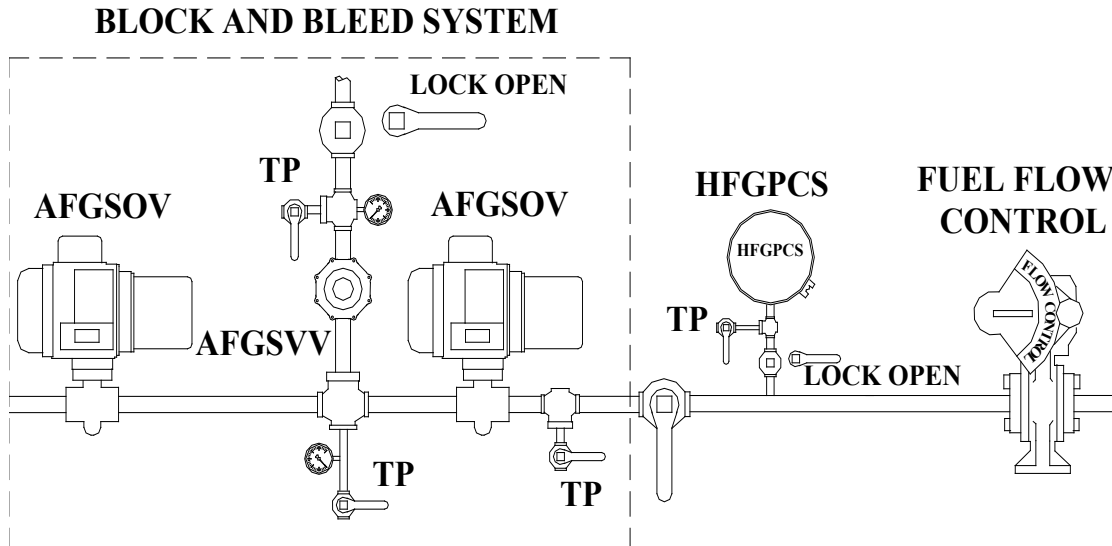 BLOCK AND BLEED SYSTEM
LOCK OPEN
TP
AFGSOV
AFGSOV
HFGPCS
FUEL FLOW
CONTROL
HFGPCS
FLOW CONTROL
TP
AFGSVV
LOCK OPEN
TP
TP